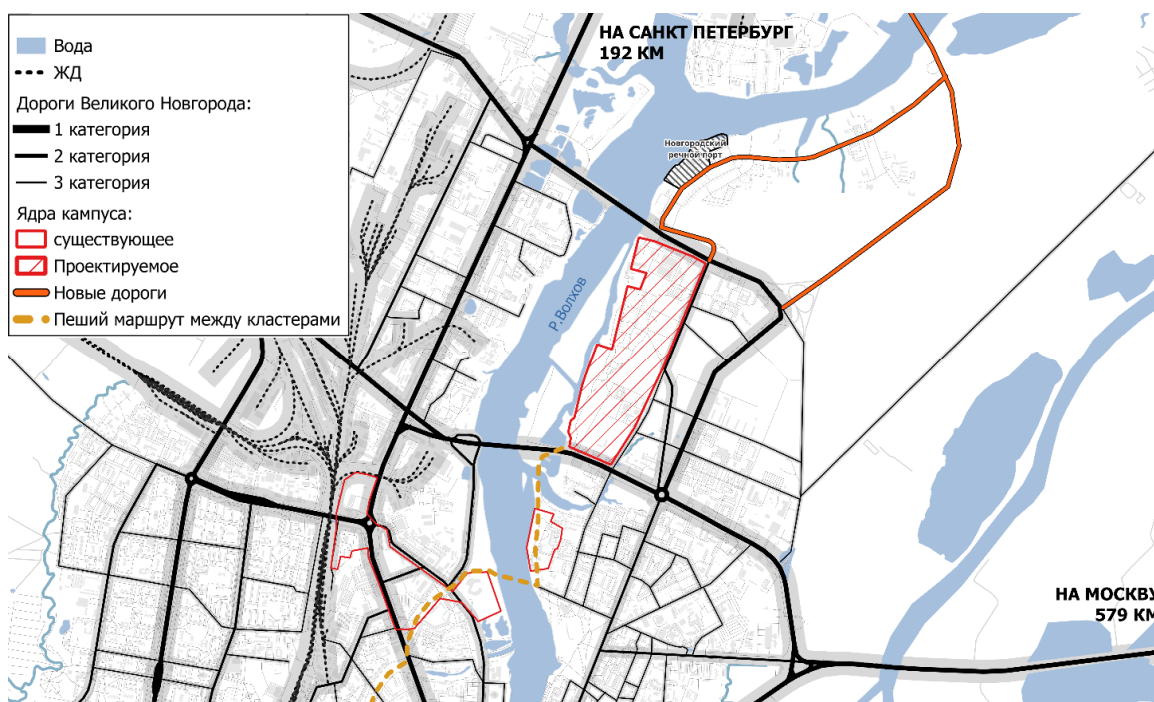 Вода
ЖД
Дороги Великого Новгорода:
1 категория
2 категория
3 категория
Ядра кампуса:
существующее
Проектируемое
Новые дороги
Пеший маршрут между кластерами
НА САНКТ ПЕТЕРБУРГ
192 КМ
Новгородский
речной порт
Р.Волхов
НА МОСКВУ
579 КМ